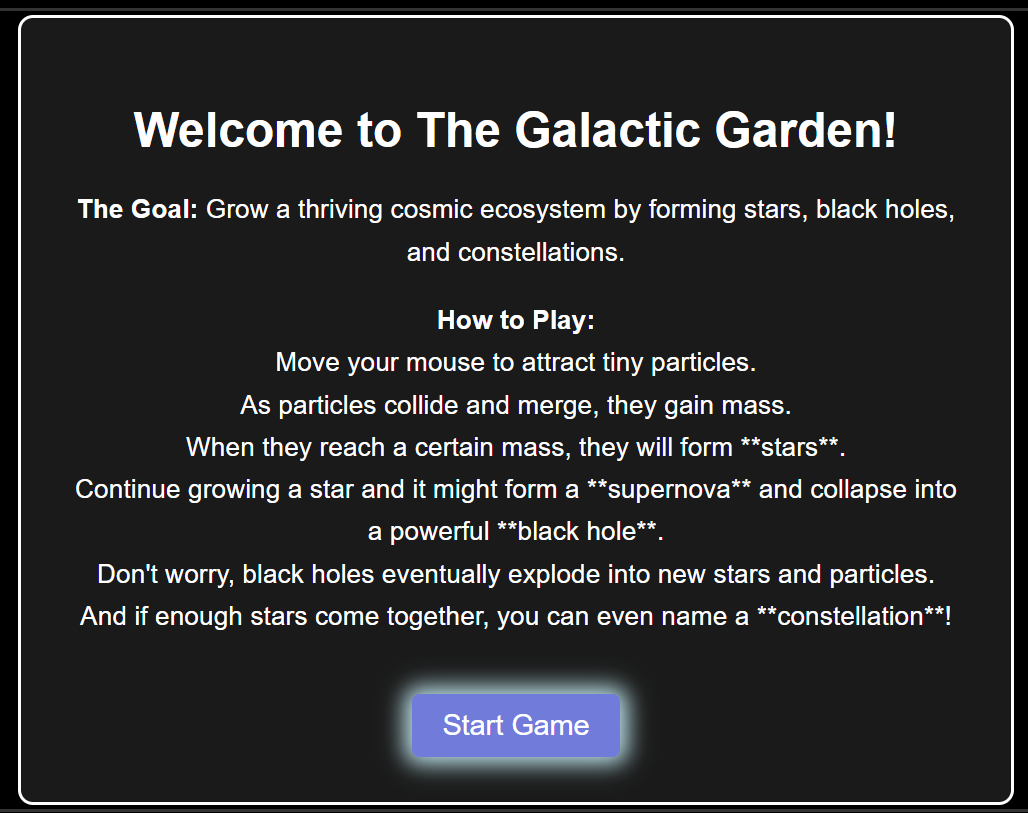 Welcome to The Galactic Garden!
The Goal: Grow a thriving cosmic ecosystem by forming stars, black holes,
and constellations.
How to Play:
Move your mouse to attract tiny particles.
As particles collide and merge, they gain mass.
When they reach a certain mass, they will form **stars**.
Continue growing a star and it might form a **supernova** and collapse into
a powerful **black hole**.
Don't worry, black holes eventually explode into new stars and particles.
And if enough stars come together, you can even name a **constellation**!
Start Game